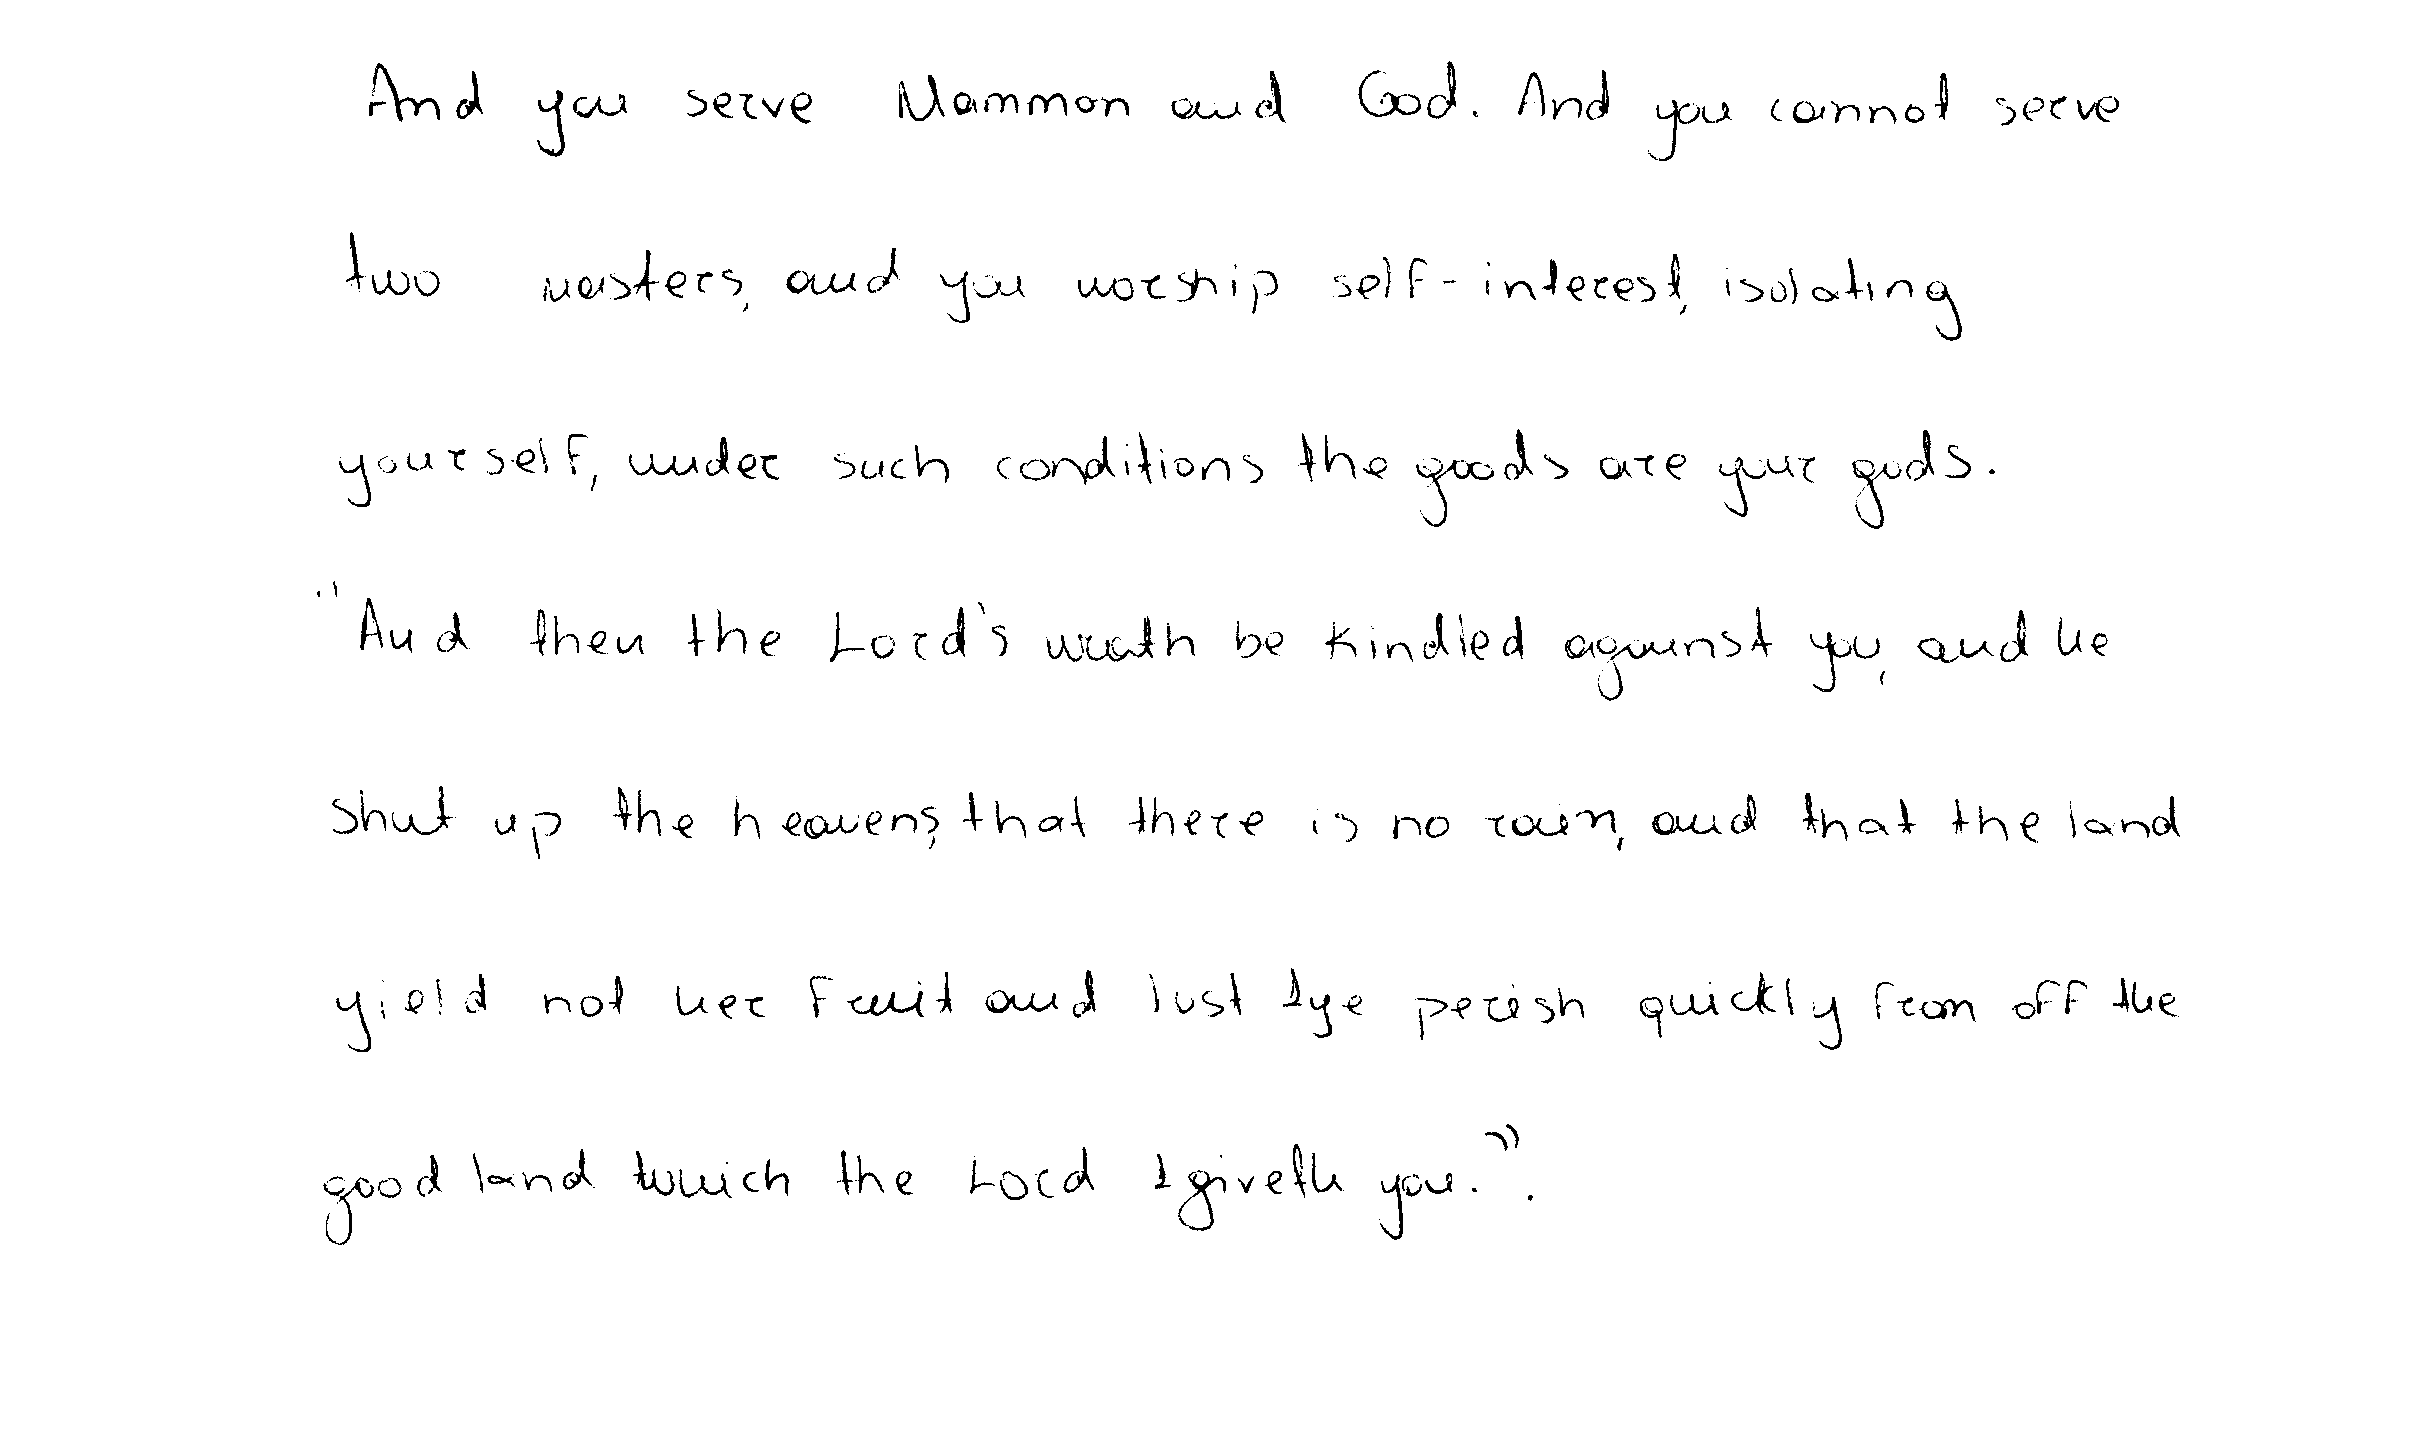 And you serve Mammon and God. And you cannot serve
two masters, and you worship self-interest, isolating
yourself, under such conditions the goods are your gods.
"And then the Lord's wrath be kindled against you, and he
shut up the heavens, that there is no rain, and that the land
yield not her fruit and lust 1ye perish quickly from off the
good land twhich the Lord 1giveth you.".